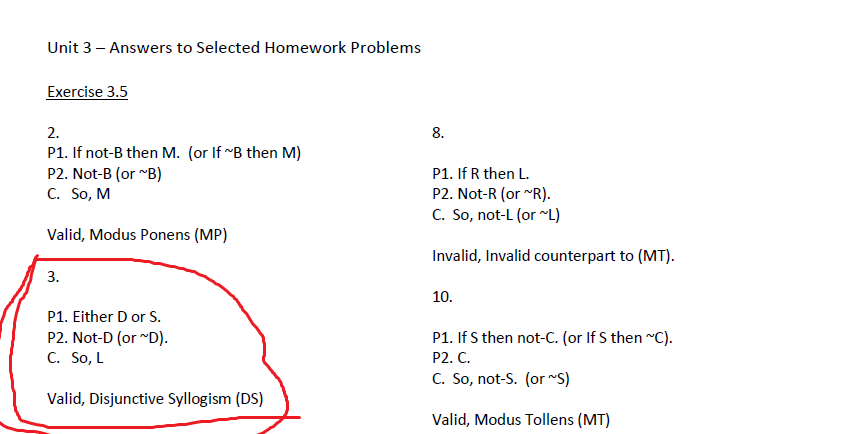 Unit 3 – Answers to Selected Homework Problems
Exercise 3.5
2.
P1. If not-B then M. (or If ~B then M)
P2. Not-B (or ~B)
C. So, M
Valid, Modus Ponens (MP)
3.
P1. Either D or S.
P2. Not-D (or ~D).
C. So, L
Valid, Disjunctive Syllogism (DS)
8.
P1. If R then L.
P2. Not-R (or ~R).
C. So, not-L (or ~L)
Invalid, Invalid counterpart to (MT).
10.
P1. If S then not-C. (or If S then ~C).
P2. C.
C. So, not-S. (or ~S)
Valid, Modus Tollens (MT)